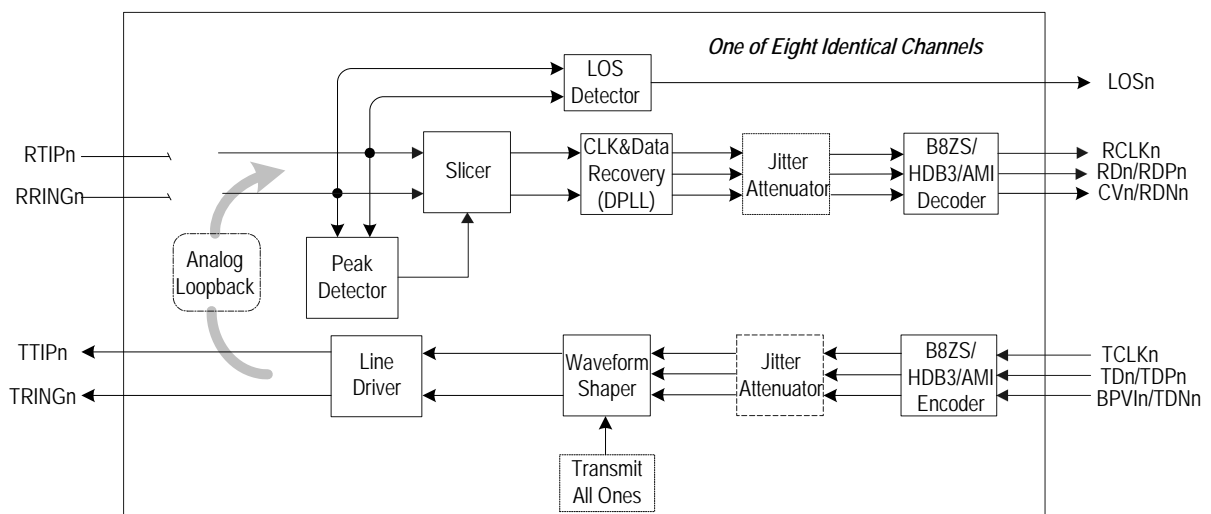 One of Eight Identical Channels
LOS
Detector
LOSn
RTIPn
RRINGn
Slicer
CLK&Data
Recovery
(DPLL)
Jitter
Attenuator
B8ZS/
HDB3/AMI
Decoder
RCLKn
RDn/RDPn
CVn/RDNn
Analog
Loopback
Peak
Detector
TTIPn
TRINGn
Line
Driver
Waveform
Shaper
Jitter
Attenuator
B8ZS/
HDB3/AMI
Encoder
TCLKn
TDn/TDPn
BPVIn/TDNn
Transmit
All Ones